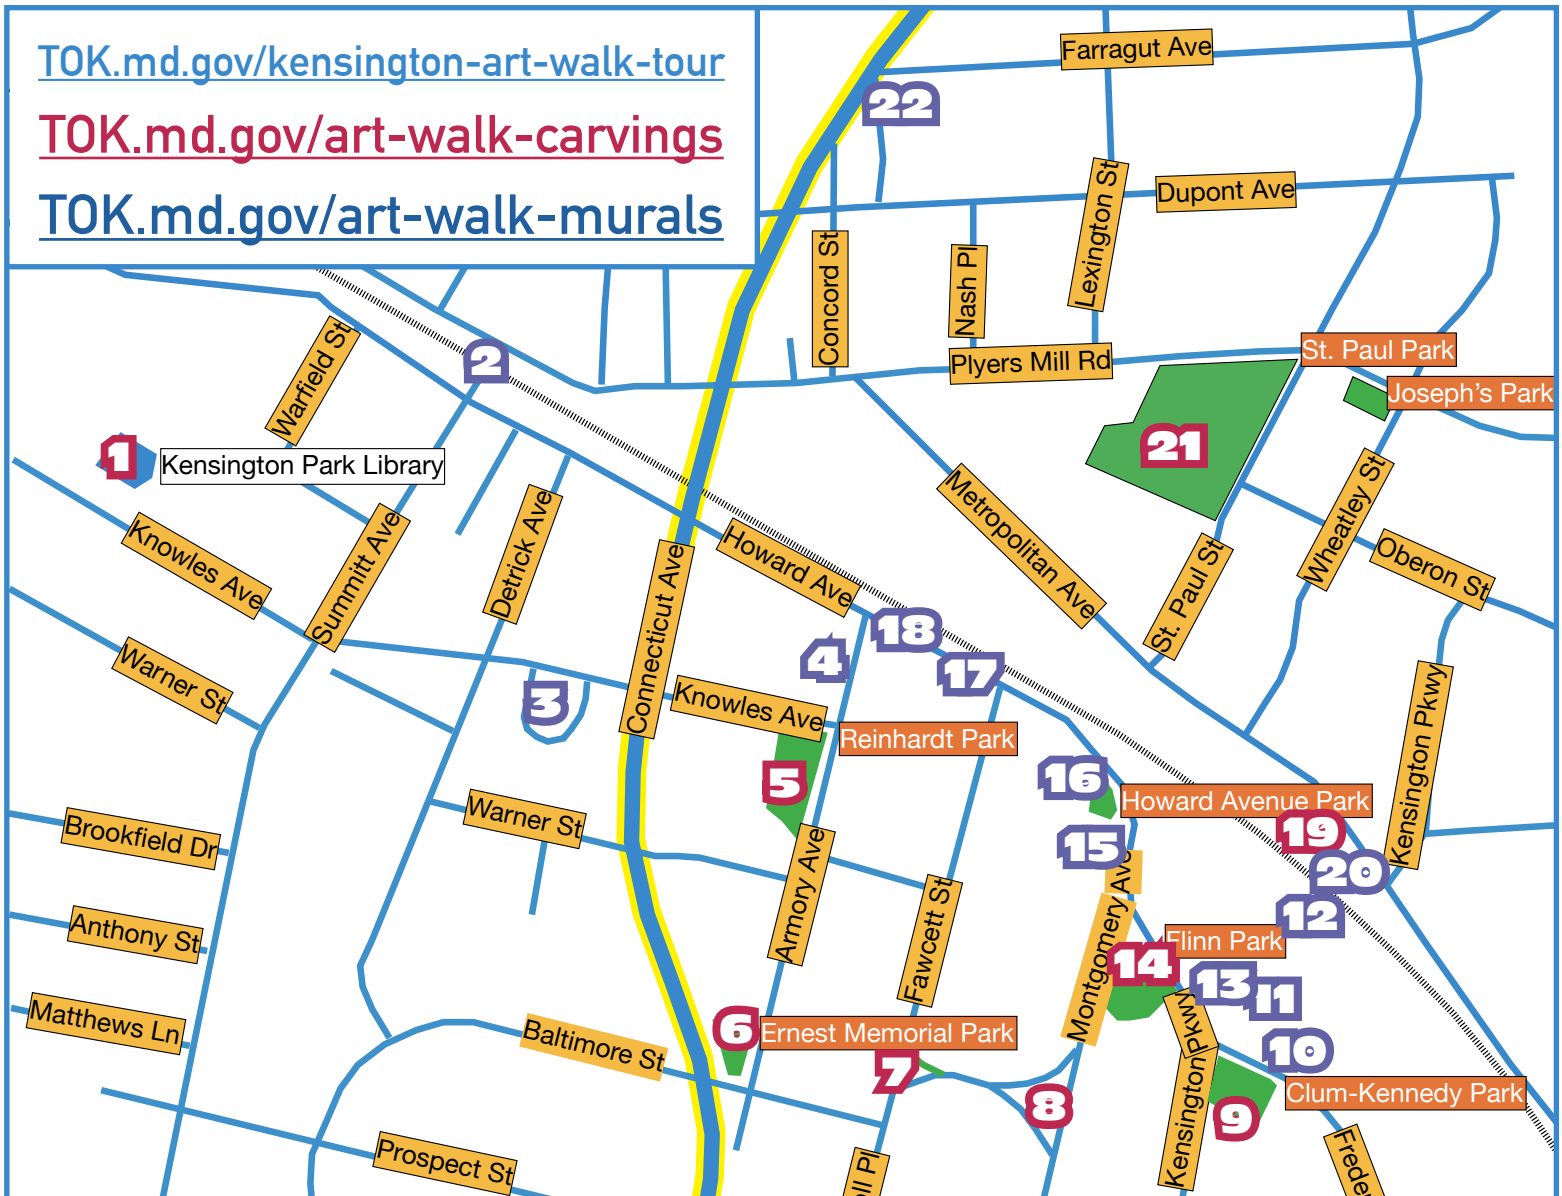 TOK.md.gov/kensington-art-walk-tour
TOK.md.gov/art-walk-carvings
TOK.md.gov/art-walk-murals
Farragut Ave
22
Dupont Ave
Lexington St
Concord St
Nash Pl
Plyers Mill Rd
St. Paul Park
Joseph's Park
Warfield St
2
1
Kensington Park Library
21
Knowles Ave
Summitt Ave
Detrick Ave
Connecticut Ave
Howard Ave
Metropolitan Ave
St. Paul St
Wheatley St
Oberon St
Warner St
3
4
18
17
Knowles Ave
Reinhardt Park
5
16
Howard Avenue Park
Kensington Pkwy
19
Brookfield Dr
Warner St
Armory Ave
15
20
12
Anthony St
Fawcett St
Montgomery Ave
Flinn Park
14
13
11
Matthews Ln
Baltimore St
6
Ernest Memorial Park
7
8
Kensington Pkwy
10
Clum-Kennedy Park
9
Prospect St
ll Pl
Frede